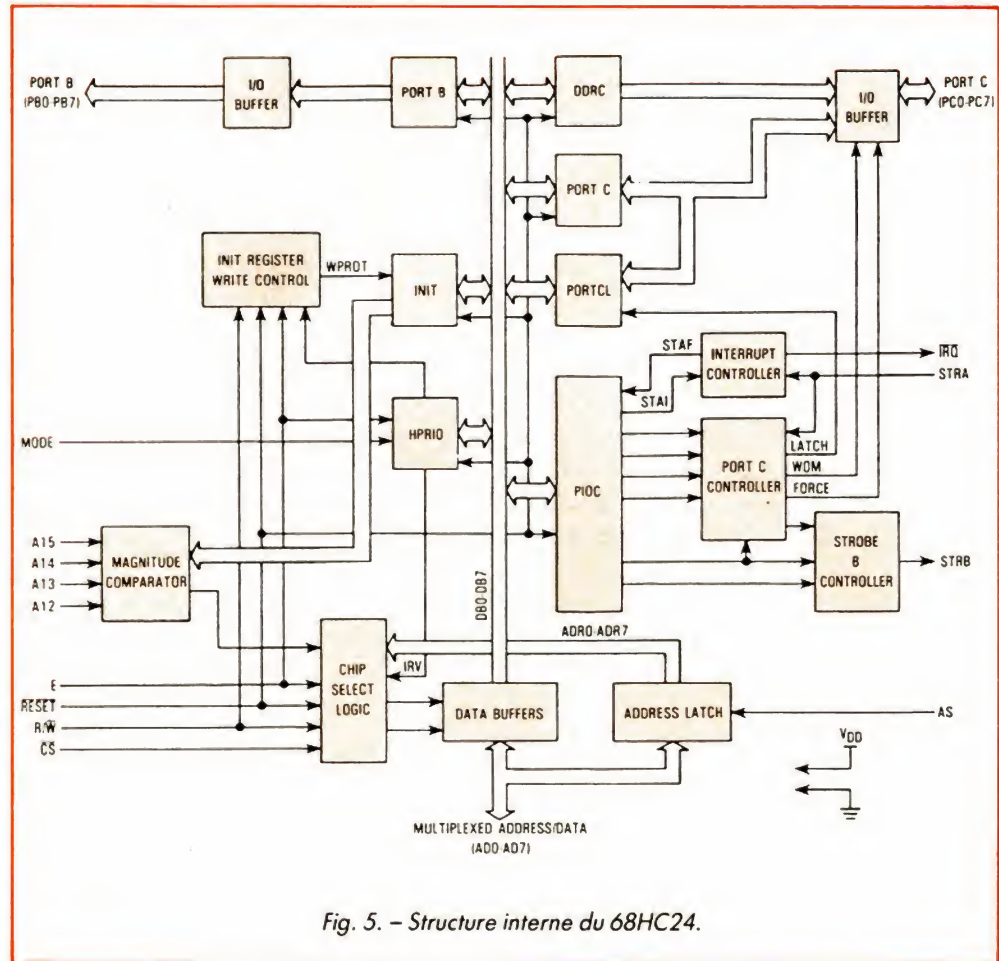 PORT B
(PB0-PB7)
I/O
BUFFER
PORT B
DDRC
I/O
BUFFER
PORT C
(PC0-PC7)
PORT C
INIT REGISTER
WRITE CONTROL
WPROT
INIT
PORTCL
STAF
INTERRUPT
CONTROLLER
IRQ
STRA
STAI
MODE
HPRIO
PIOC
PORT C
CONTROLLER
LATCH
WOM
FORCE
A15
A14
A13
A12
MAGNITUDE
COMPARATOR
STROBE
B
CONTROLLER
STRB
DB0-DB7
ADR0-ADR7
E
RESET
R/W
CS
CHIP
SELECT
LOGIC
IRV
DATA BUFFERS
ADDRESS LATCH
AS
VDD
MULTIPLEXED ADDRESS/DATA
(AD0-AD7)
Fig. 5. – Structure interne du 68HC24.